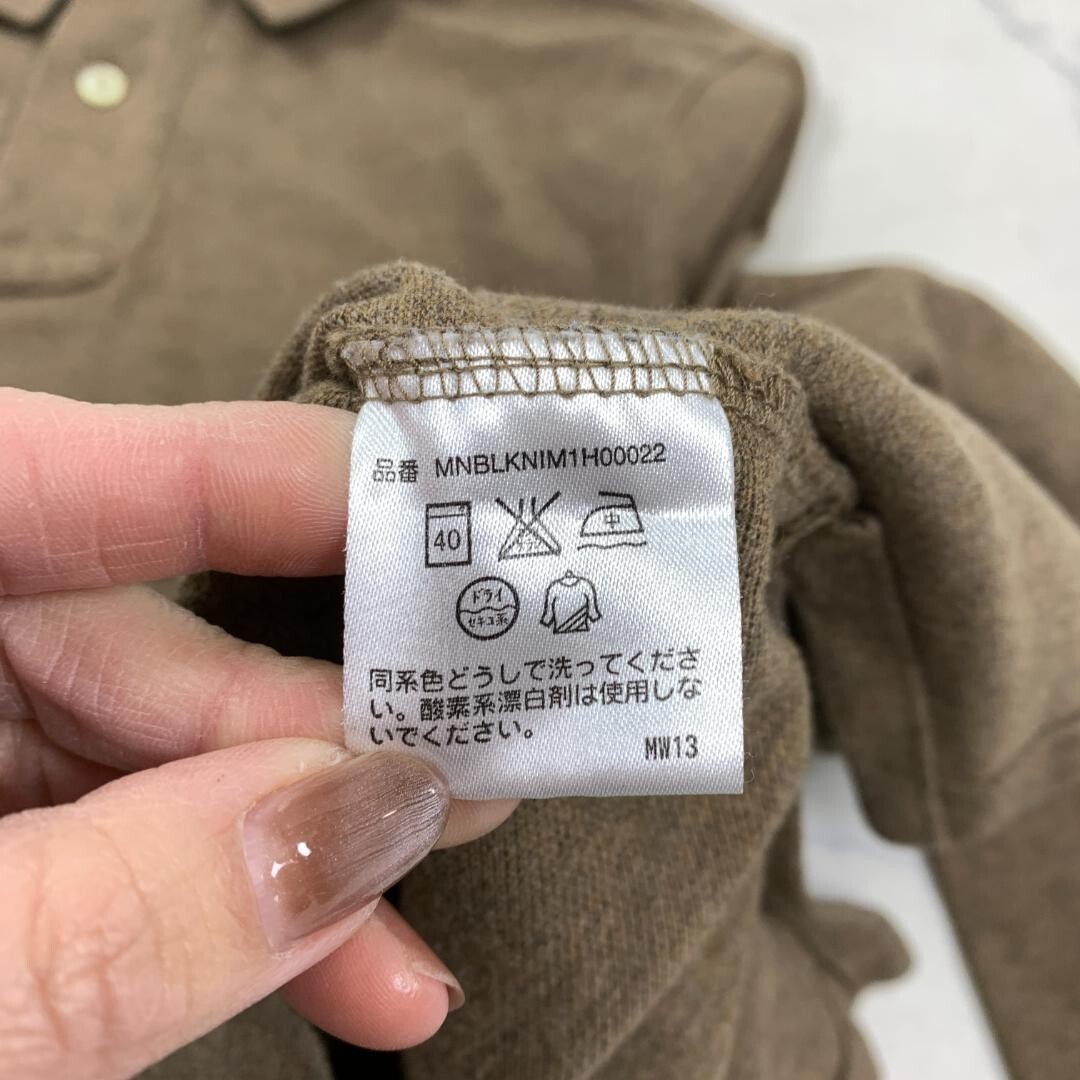 品番 MNBLKNIM1H00022
40 中
ドライ
セキユ系
同系色どうしで洗ってくださ
い。酸素系漂白剤は使用しな
いでください。
MW13